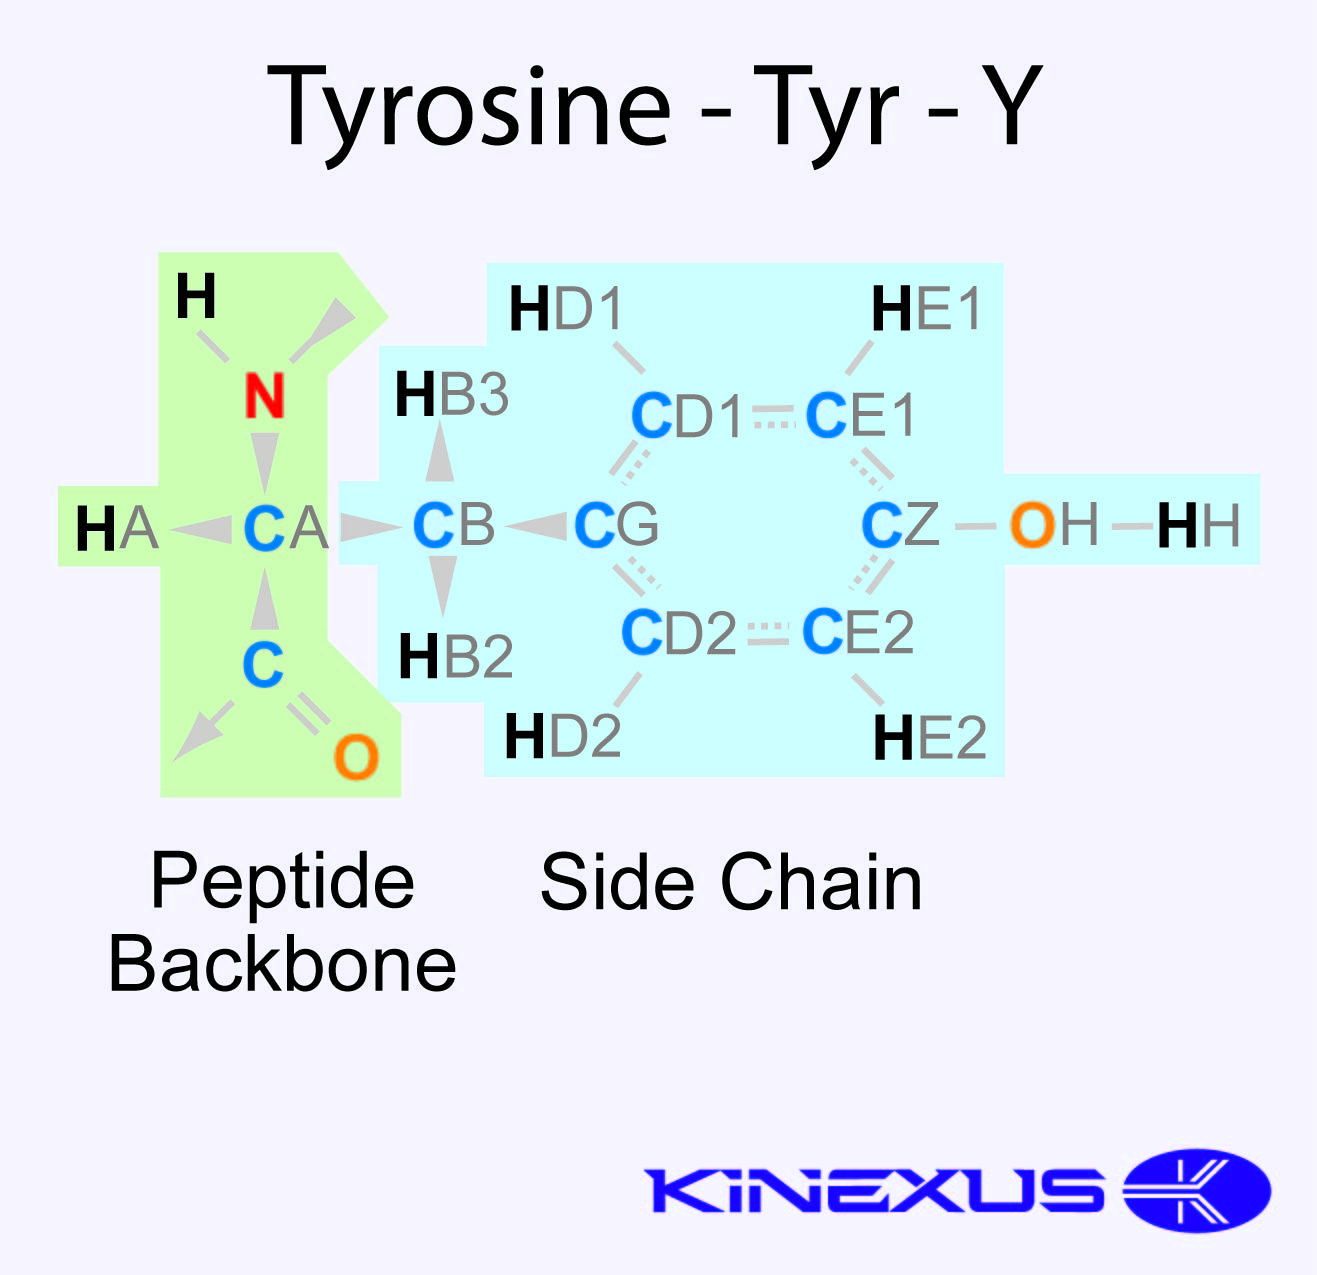 Tyrosine - Tyr - Y
H
HD1
HE1
N
HB3
CD1
CE1
HA
CA
CB
CG
CZ
OH
HH
C
HB2
CD2
CE2
O
HD2
HE2
Peptide
Backbone
Side Chain
KiNEXUS